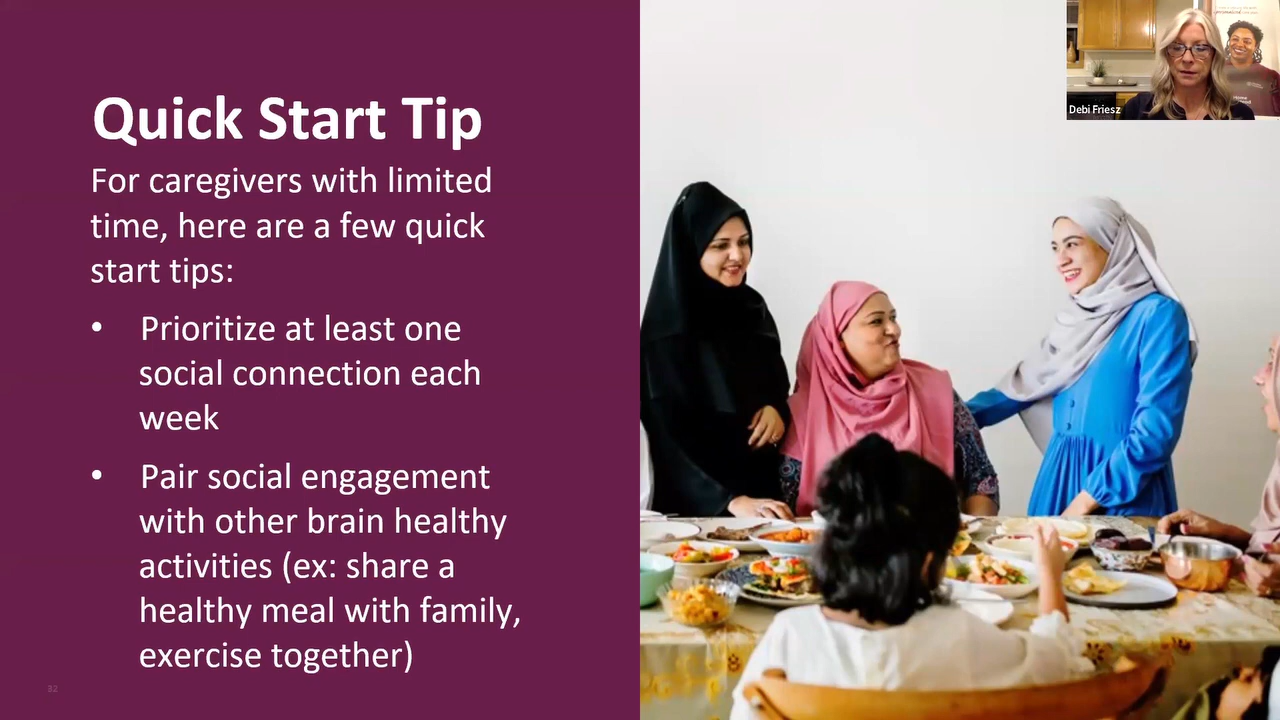 Quick Start Tip
For caregivers with limited
time, here are a few quick
start tips:
• Prioritize at least one
social connection each
week
• Pair social engagement
with other brain healthy
activities (ex: share a
healthy meal with family,
exercise together)
Debi Friesz